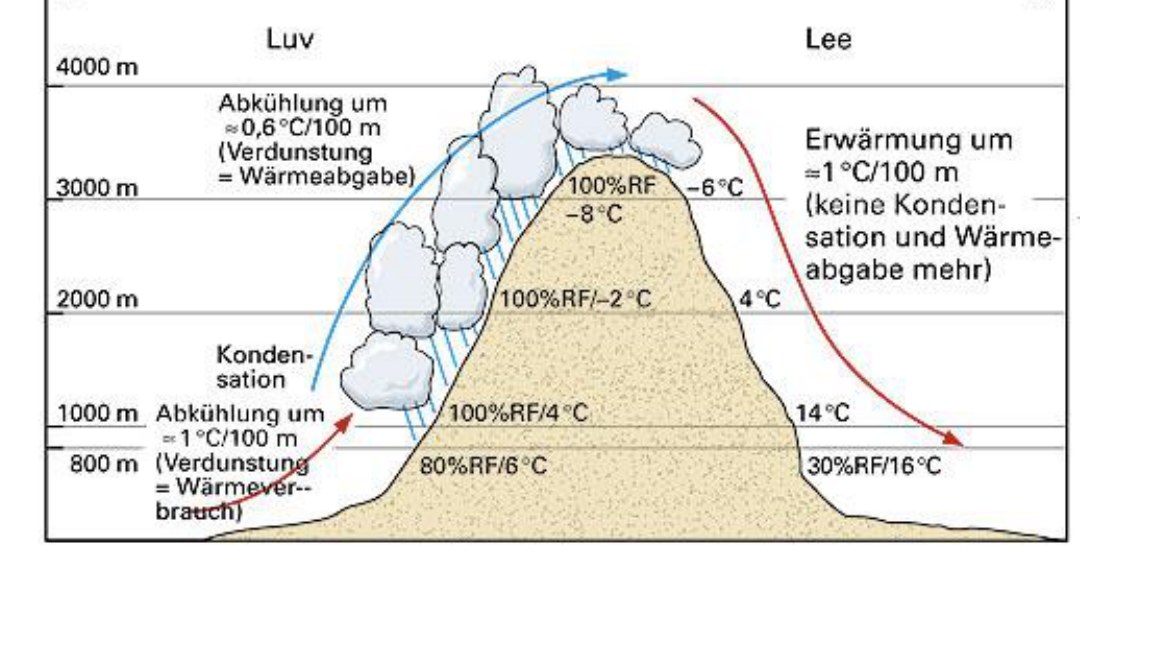 Luv
Lee
4000 m
Abkühlung um
≈0,6°C/100 m
(Verdunstung
= Wärmeabgabe)
Erwärmung um
≈1°C/100 m
(keine Konden-
sation und Wärme-
abgabe mehr)
3000 m
100%RF
-8°C
-6°C
2000 m
100%RF/-2°C
4°C
Konden-
sation
1000 m
Abkühlung um
≈1°C/100 m
(Verdunstung
= Wärmever--
brauch)
100%RF/4°C
14°C
800 m
80%RF/6°C
30%RF/16°C